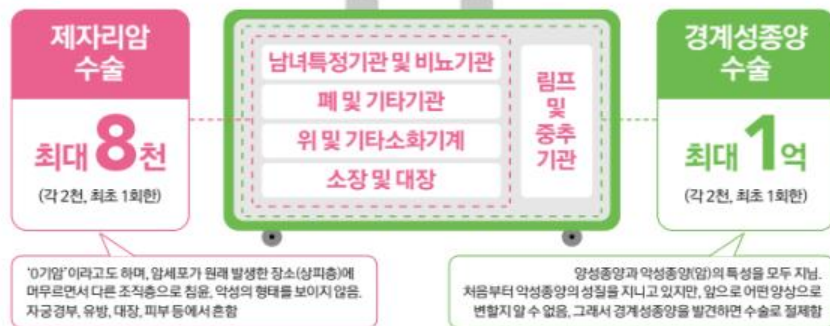 제자리암
수술
최대 8천
(각 2천, 최초 1회한)
남녀특정기관 및 비뇨기관
폐 및 기타기관
위 및 기타소화기계
소장 및 대장
림프
및
중추
기관
경계성종양
수술
최대 1억
(각 2천, 최초 1회한)
'0기암'이라고도 하며, 암세포가 원래 발생한 장소(상피층)에
머무르면서 다른 조직층으로 침윤, 악성의 형태를 보이지 않음.
자궁경부, 유방, 대장, 피부 등에서 흔함
양성종양과 악성종양(암)의 특성을 모두 지님.
처음부터 악성종양의 성질을 지니고 있지만, 앞으로 어떤 양상으로
변할지 알 수 없음. 그래서 경계성종양을 발견하면 수술로 절제함